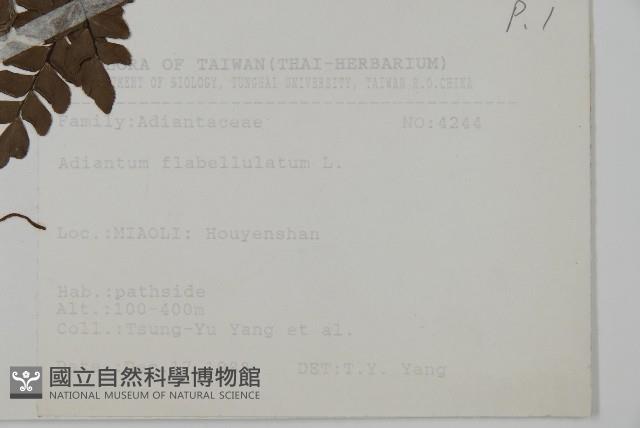 P.1
OF TAIWAN(THAI-HERBARIUM)
OF BIOLOGY, TUNGHAI UNIVERSITY, TAIWAN R.O.CHINA
Family:Adiantaceae NO:4244
Adiantum flabellulatum L.
Loc.:MIAOLI: Houyenshan
Hab.:pathside
Alt.:100-400m
Coll.:Tsung-Yu Yang et al.
DET:T.Y. Yang
國立自然科學博物館
NATIONAL MUSEUM OF NATURAL SCIENCE